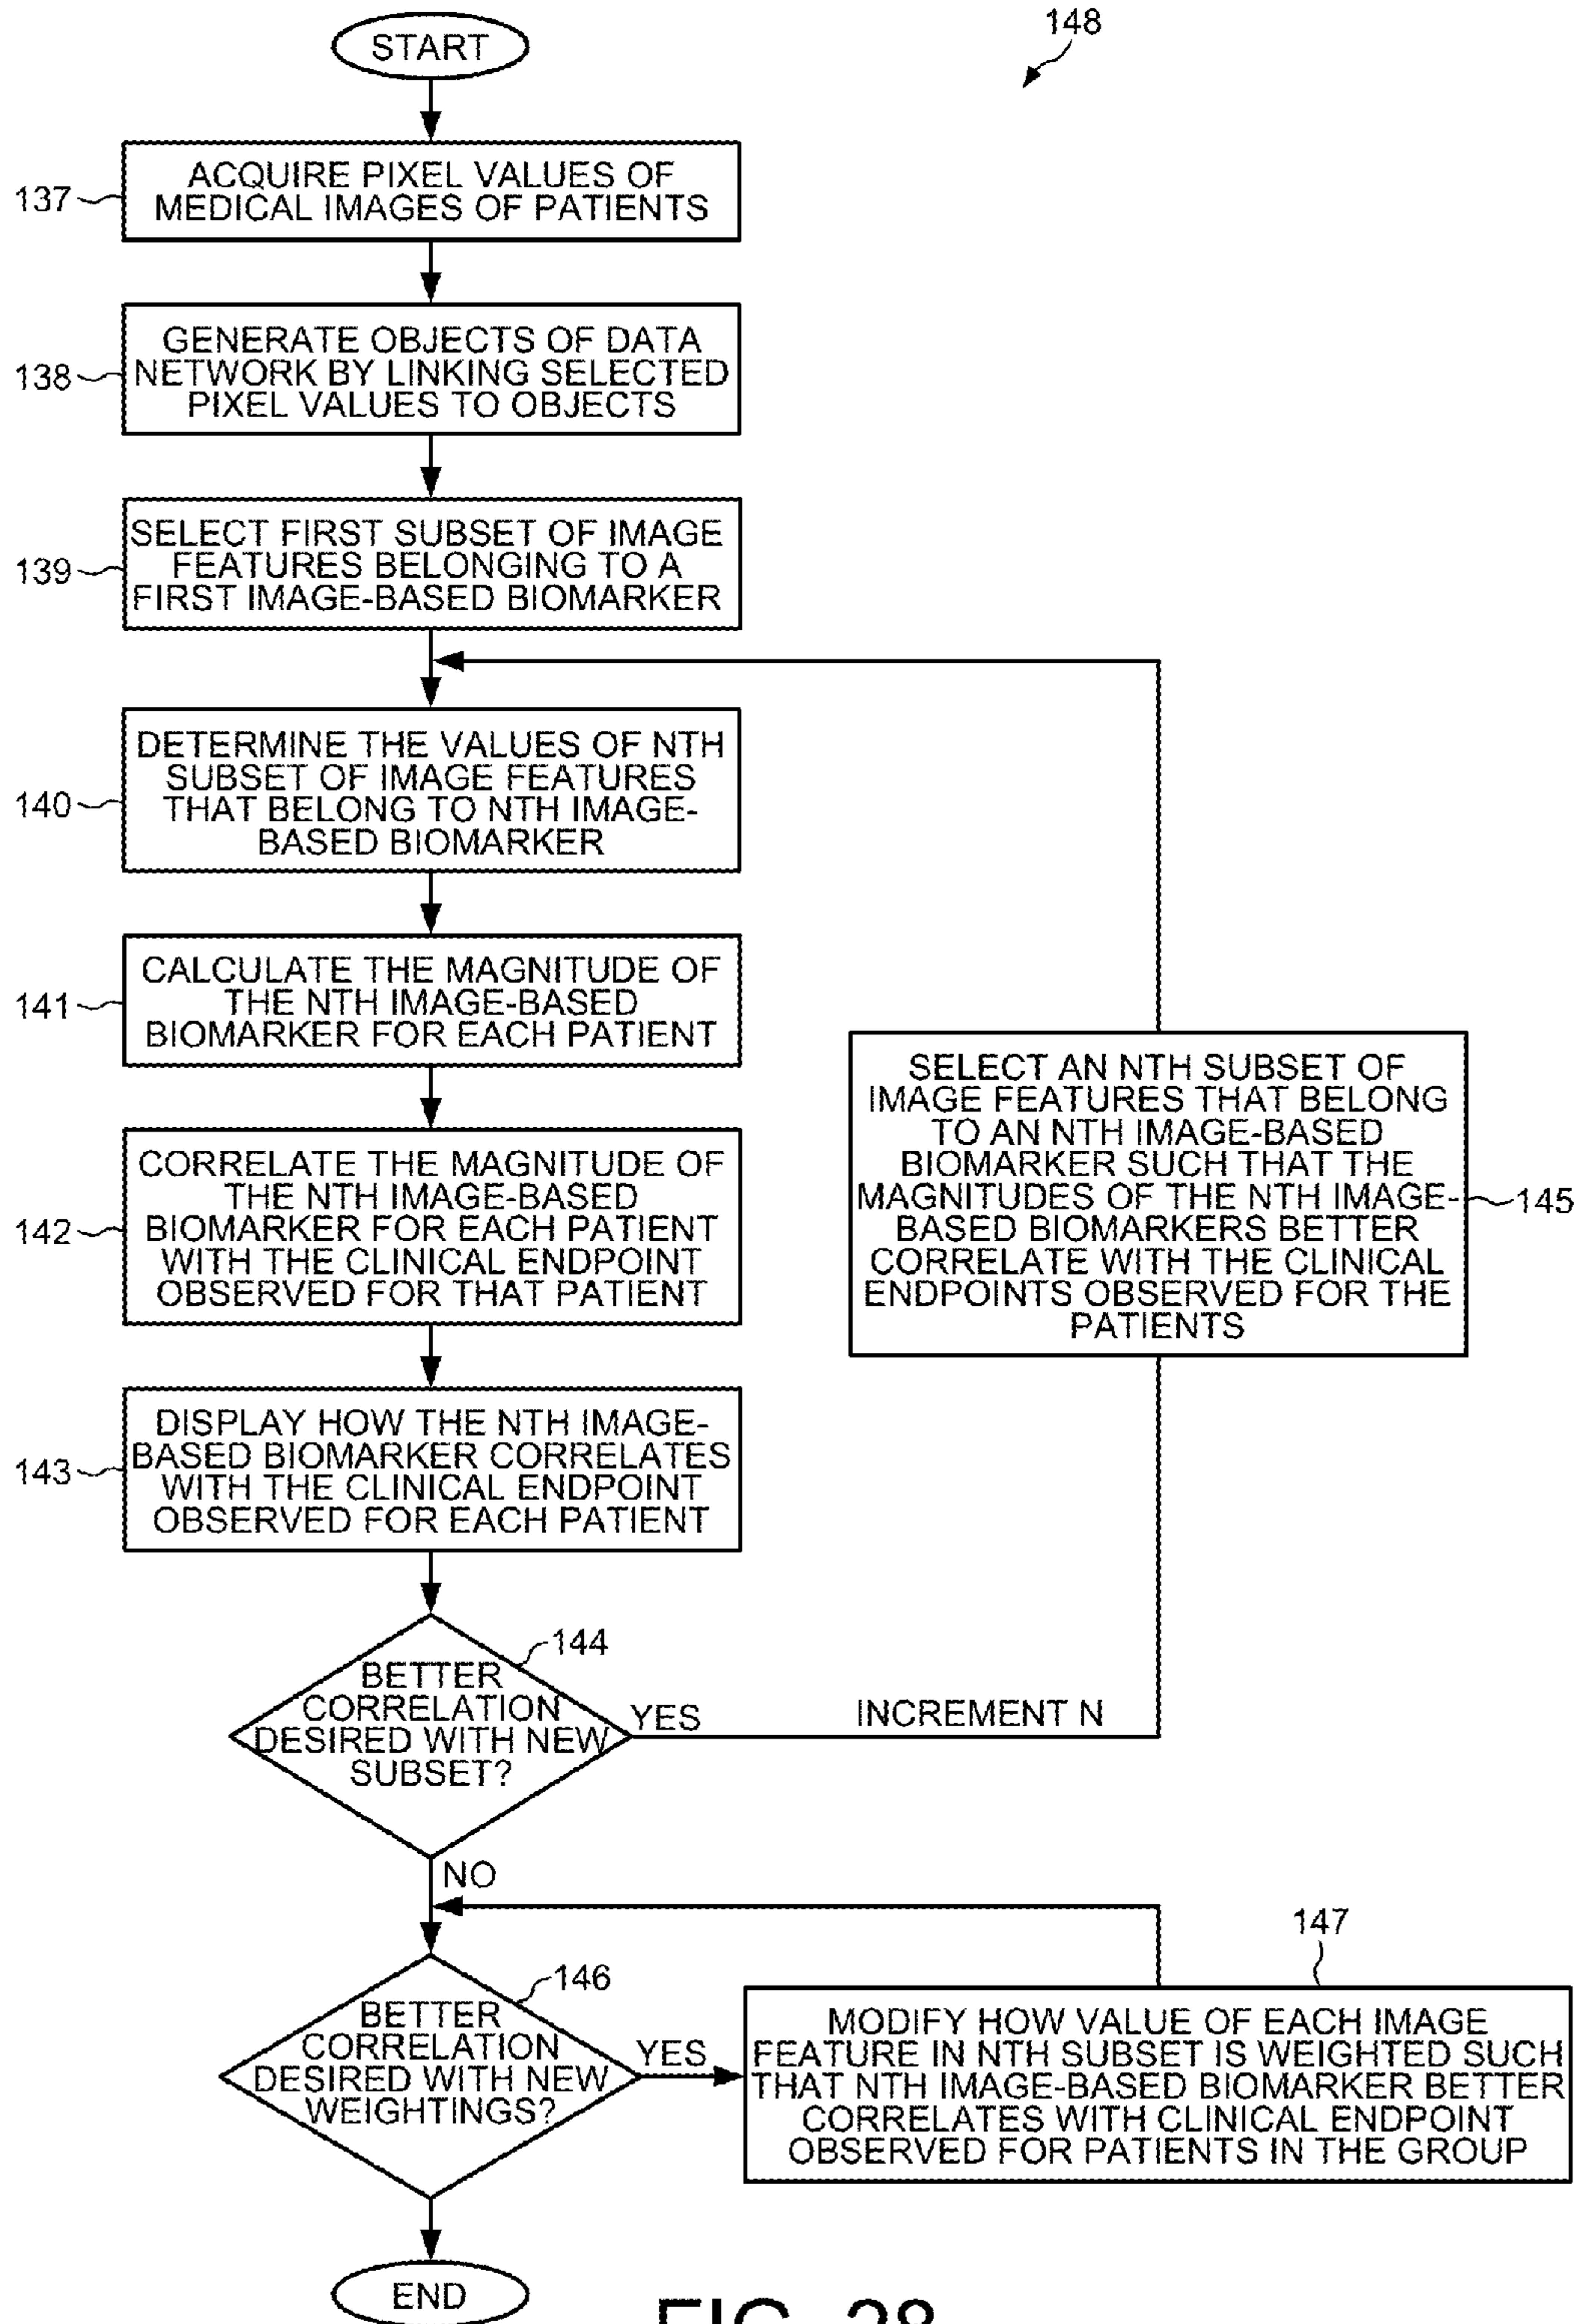 START
148
137
ACQUIRE PIXEL VALUES OF
MEDICAL IMAGES OF PATIENTS
138
GENERATE OBJECTS OF DATA
NETWORK BY LINKING SELECTED
PIXEL VALUES TO OBJECTS
139
SELECT FIRST SUBSET OF IMAGE
FEATURES BELONGING TO A
FIRST IMAGE-BASED BIOMARKER
140
DETERMINE THE VALUES OF NTH
SUBSET OF IMAGE FEATURES
THAT BELONG TO NTH IMAGE-
BASED BIOMARKER
141
CALCULATE THE MAGNITUDE OF
THE NTH IMAGE-BASED
BIOMARKER FOR EACH PATIENT
142
CORRELATE THE MAGNITUDE OF
THE NTH IMAGE-BASED
BIOMARKER FOR EACH PATIENT
WITH THE CLINICAL ENDPOINT
OBSERVED FOR THAT PATIENT
143
DISPLAY HOW THE NTH IMAGE-
BASED BIOMARKER CORRELATES
WITH THE CLINICAL ENDPOINT
OBSERVED FOR EACH PATIENT
144
BETTER
CORRELATION
DESIRED WITH NEW
SUBSET?
YES
INCREMENT N
SELECT AN NTH SUBSET OF
IMAGE FEATURES THAT BELONG
TO AN NTH IMAGE-BASED
BIOMARKER SUCH THAT THE
MAGNITUDES OF THE NTH IMAGE-
BASED BIOMARKERS BETTER
CORRELATE WITH THE CLINICAL
ENDPOINTS OBSERVED FOR THE
PATIENTS
145
NO
146
BETTER
CORRELATION
DESIRED WITH NEW
WEIGHTINGS?
YES
147
MODIFY HOW VALUE OF EACH IMAGE
FEATURE IN NTH SUBSET IS WEIGHTED SUCH
THAT NTH IMAGE-BASED BIOMARKER BETTER
CORRELATES WITH CLINICAL ENDPOINT
OBSERVED FOR PATIENTS IN THE GROUP
END
FIG. 28